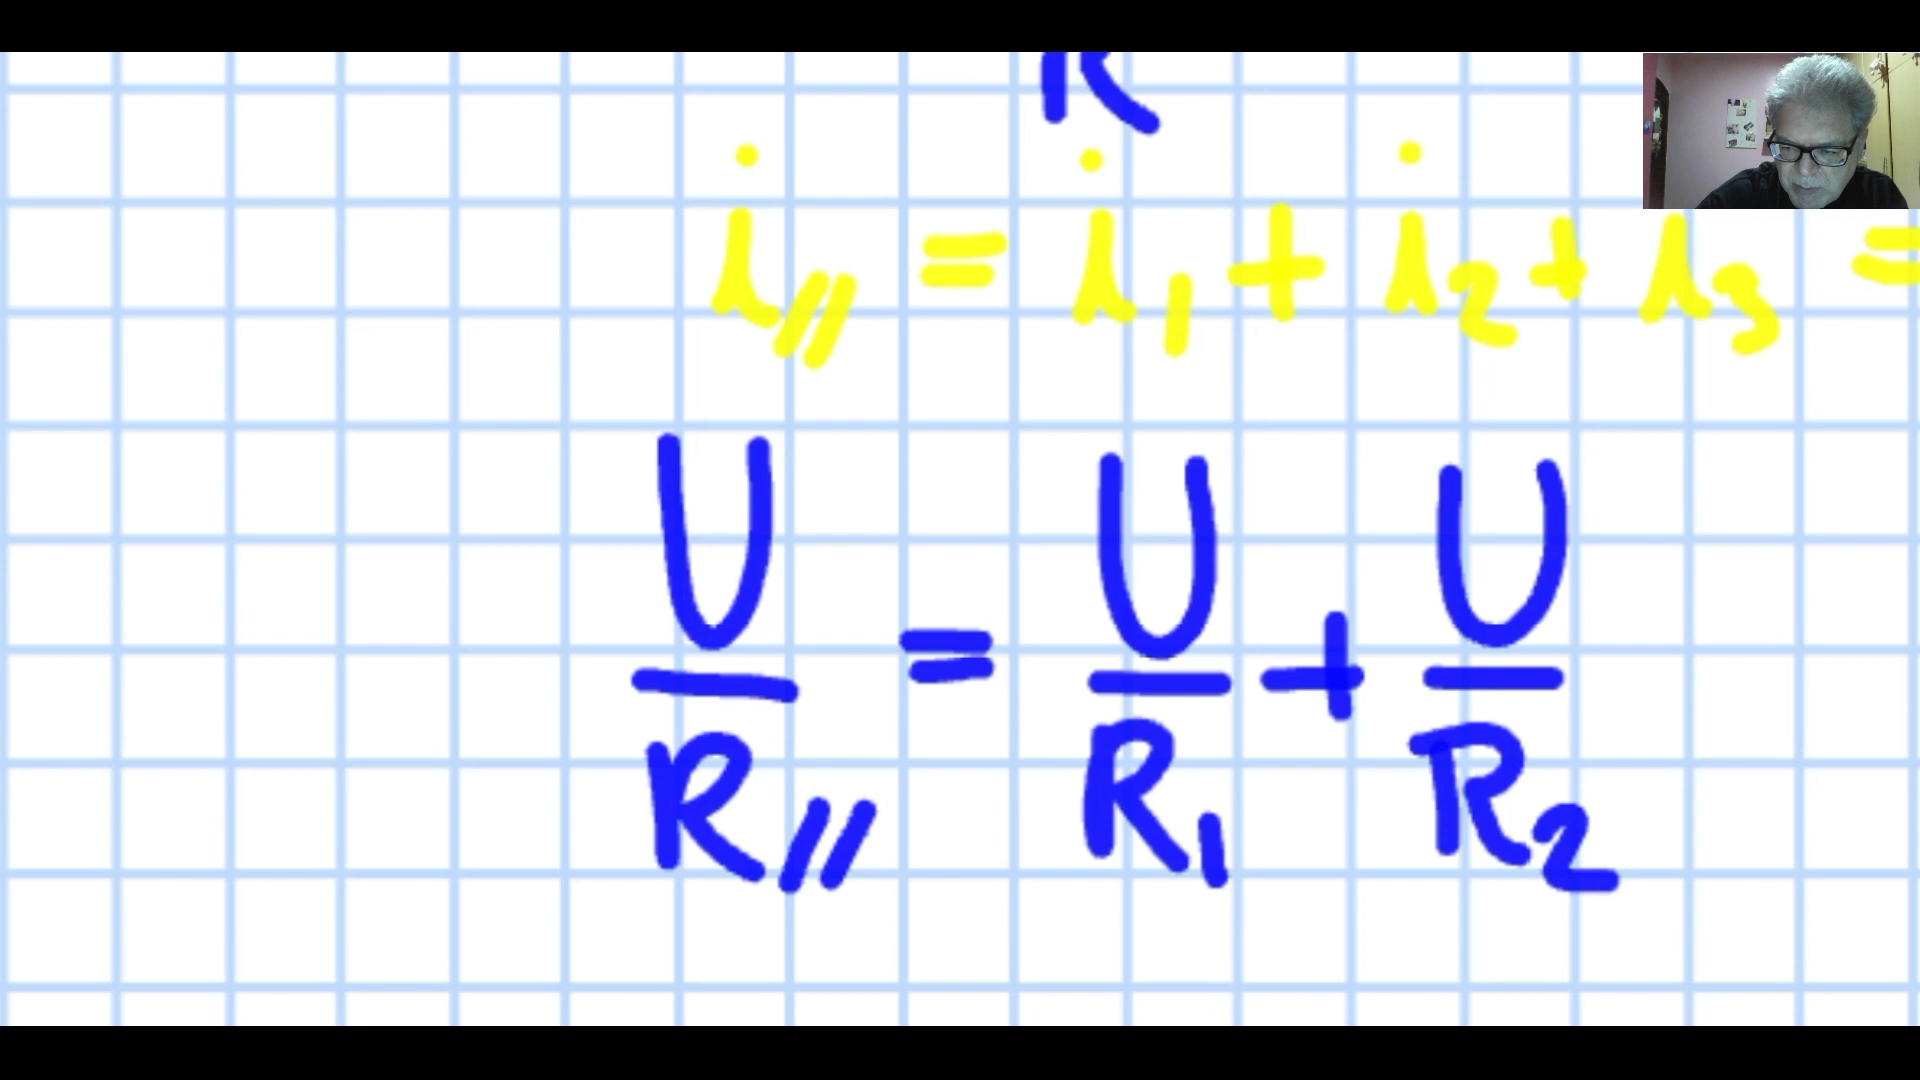 R
i// = i1 + i2 + i3 =
U/R// = U/R1 + U/R2